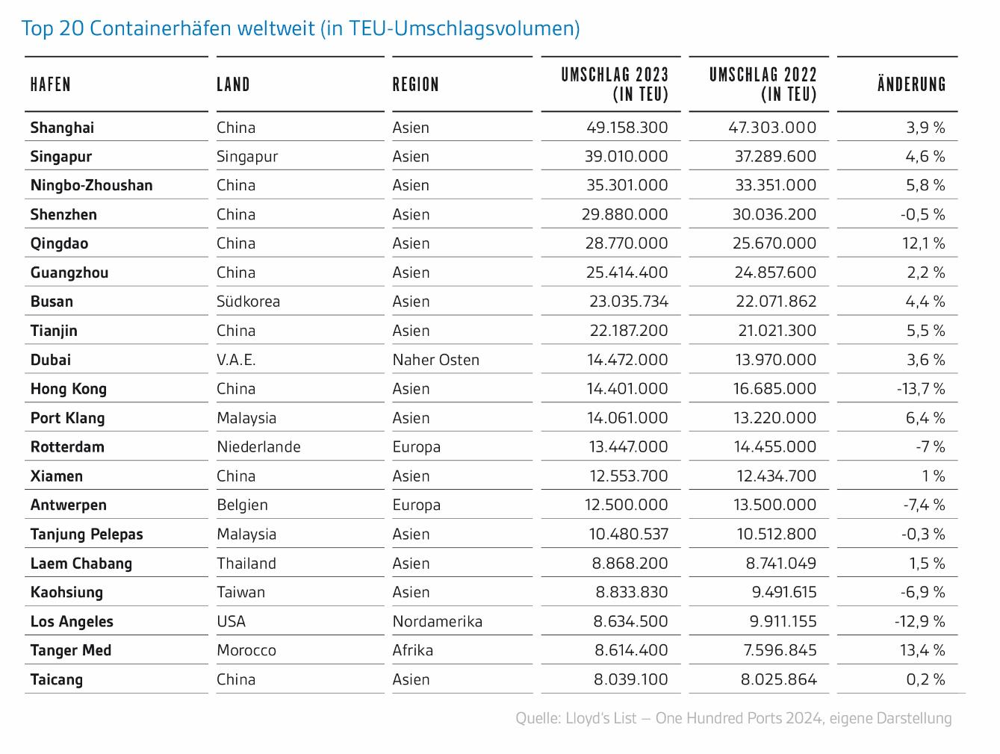 Top 20 Containerhäfen weltweit (in TEU-Umschlagsvolumen)
HAFEN LAND REGION UMSCHLAG 2023 (IN TEU) UMSCHLAG 2022 (IN TEU) ÄNDERUNG
Shanghai China Asien 49.158.300 47.303.000 3,9 %
Singapur Singapur Asien 39.010.000 37.289.600 4,6 %
Ningbo-Zhoushan China Asien 35.301.000 33.351.000 5,8 %
Shenzhen China Asien 29.880.000 30.036.200 -0,5 %
Qingdao China Asien 28.770.000 25.670.000 12,1 %
Guangzhou China Asien 25.414.400 24.857.600 2,2 %
Busan Südkorea Asien 23.035.734 22.071.862 4,4 %
Tianjin China Asien 22.187.200 21.021.300 5,5 %
Dubai V.A.E. Naher Osten 14.472.000 13.970.000 3,6 %
Hong Kong China Asien 14.401.000 16.685.000 -13,7 %
Port Klang Malaysia Asien 14.061.000 13.220.000 6,4 %
Rotterdam Niederlande Europa 13.447.000 14.455.000 -7 %
Xiamen China Asien 12.553.700 12.434.700 1 %
Antwerpen Belgien Europa 12.500.000 13.500.000 -7,4 %
Tanjung Pelepas Malaysia Asien 10.480.537 10.512.800 -0,3 %
Laem Chabang Thailand Asien 8.868.200 8.741.049 1,5 %
Kaohsiung Taiwan Asien 8.833.830 9.491.615 -6,9 %
Los Angeles USA Nordamerika 8.634.500 9.911.155 -12,9 %
Tanger Med Morocco Afrika 8.614.400 7.596.845 13,4 %
Taicang China Asien 8.039.100 8.025.864 0,2 %
Quelle: Lloyd's List – One Hundred Ports 2024, eigene Darstellung